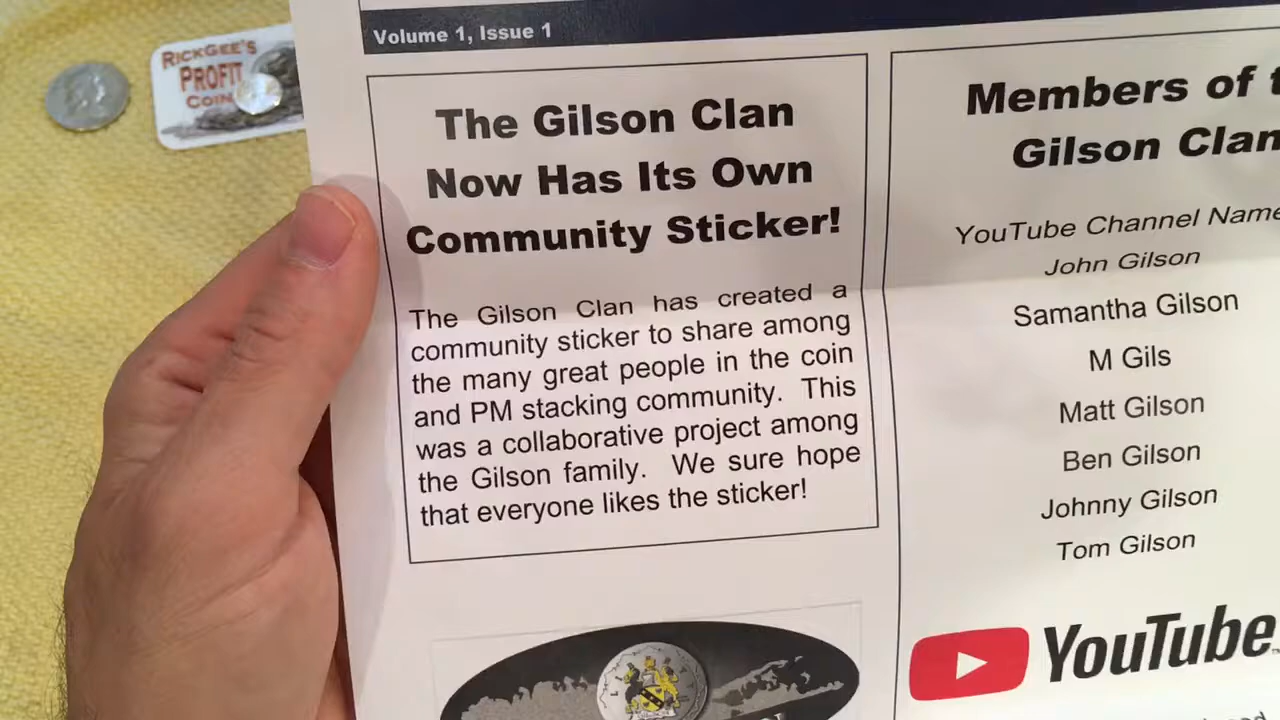 RICKGEE'S
PROFIT
COIN
Volume 1, Issue 1
The Gilson Clan
Now Has Its Own
Community Sticker!
The Gilson Clan has created a
community sticker to share among
the many great people in the coin
and PM stacking community. This
was a collaborative project among
the Gilson family. We sure hope
that everyone likes the sticker!
Members of
Gilson Clan
YouTube Channel Name
John Gilson
Samantha Gilson
M Gils
Matt Gilson
Ben Gilson
Johnny Gilson
Tom Gilson
YouTube